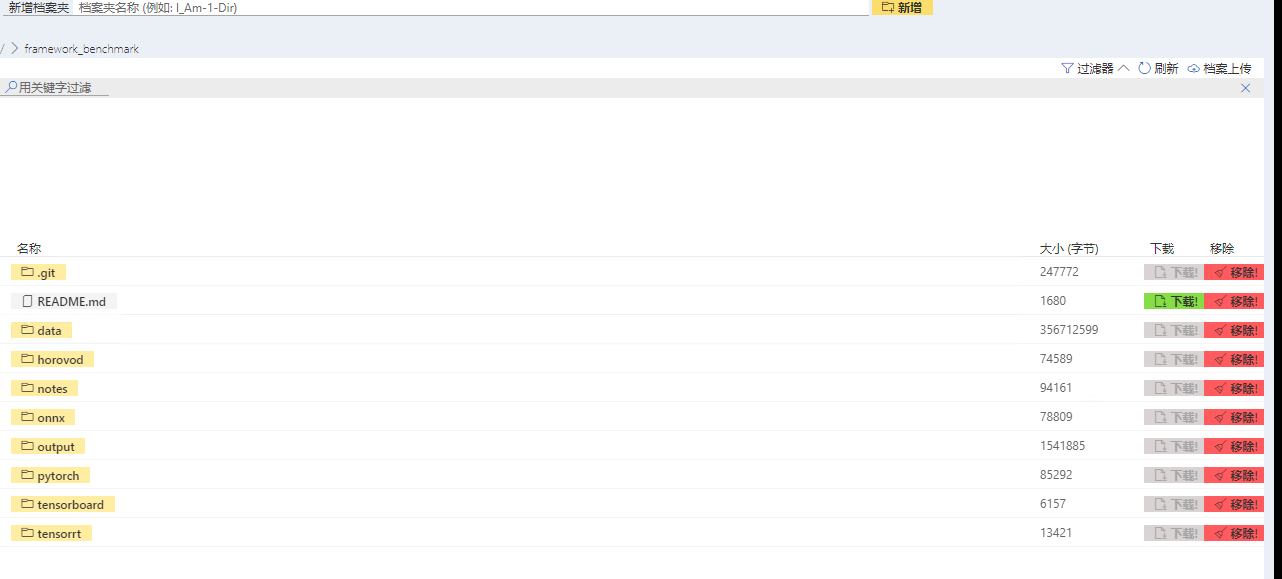 新增档案夹 档案夹名称 (例如: I_Am-1-Dir) 新增
/ > framework_benchmark
过滤器 刷新 档案上传
用关键字过滤
名称 大小 (字节) 下载 移除
.git 247772 下载! 移除!
README.md 1680 下载! 移除!
data 356712599 下载! 移除!
horovod 74589 下载! 移除!
notes 94161 下载! 移除!
onnx 78809 下载! 移除!
output 1541885 下载! 移除!
pytorch 85292 下载! 移除!
tensorboard 6157 下载! 移除!
tensorrt 13421 下载! 移除!